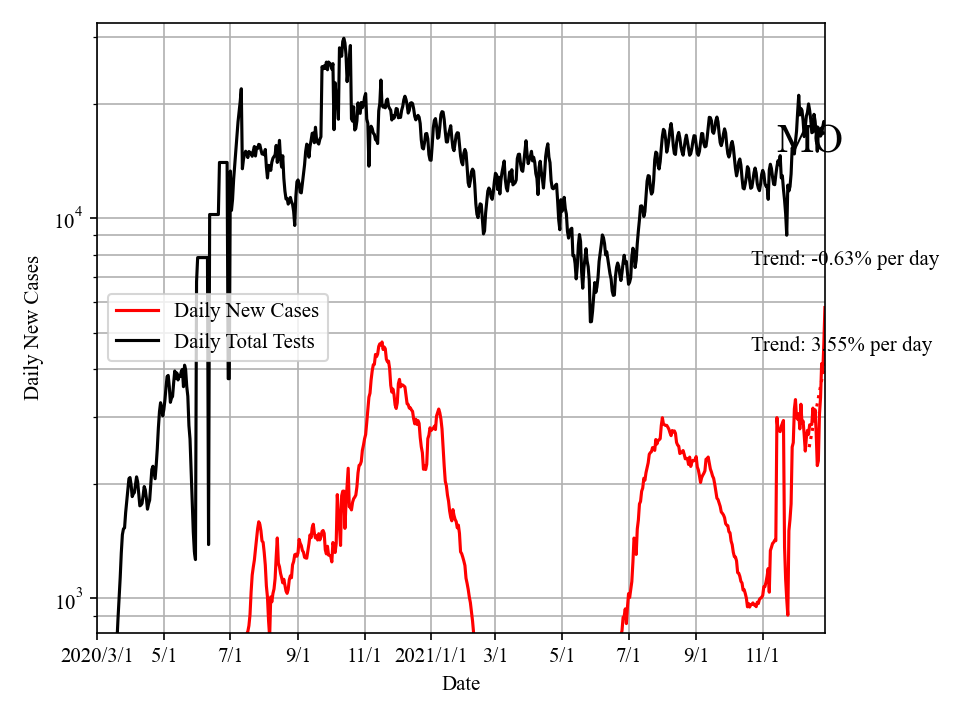 MO
10^4
Trend: -0.63% per day
Daily New Cases
Daily New Cases
Daily Total Tests
Trend: 3.55% per day
10^3
2020/3/1 5/1 7/1 9/1 11/1 2021/1/1 3/1 5/1 7/1 9/1 11/1
Date